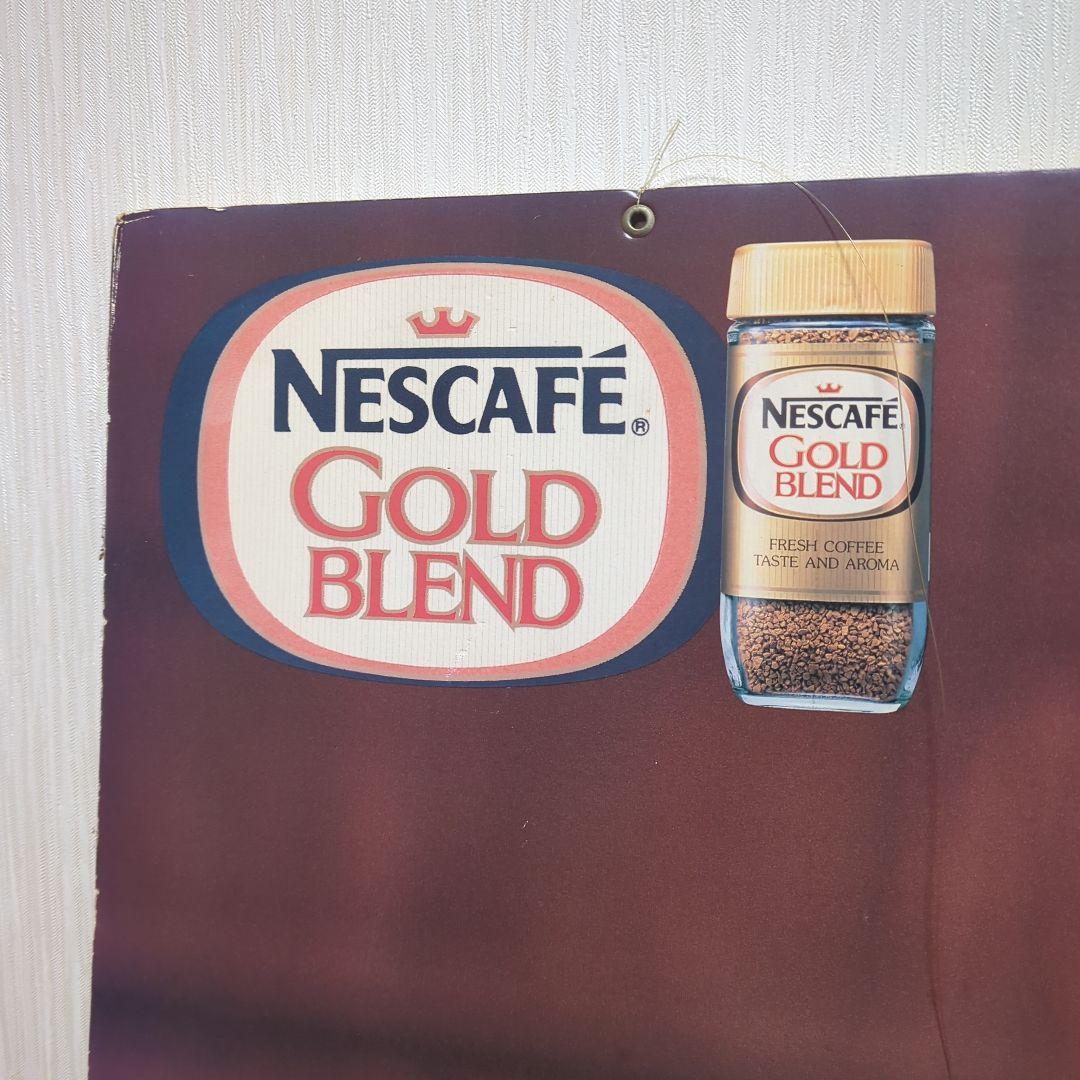 NESCAFÉ®
GOLD
BLEND
NESCAFÉ
GOLD
BLEND
FRESH COFFEE
TASTE AND AROMA